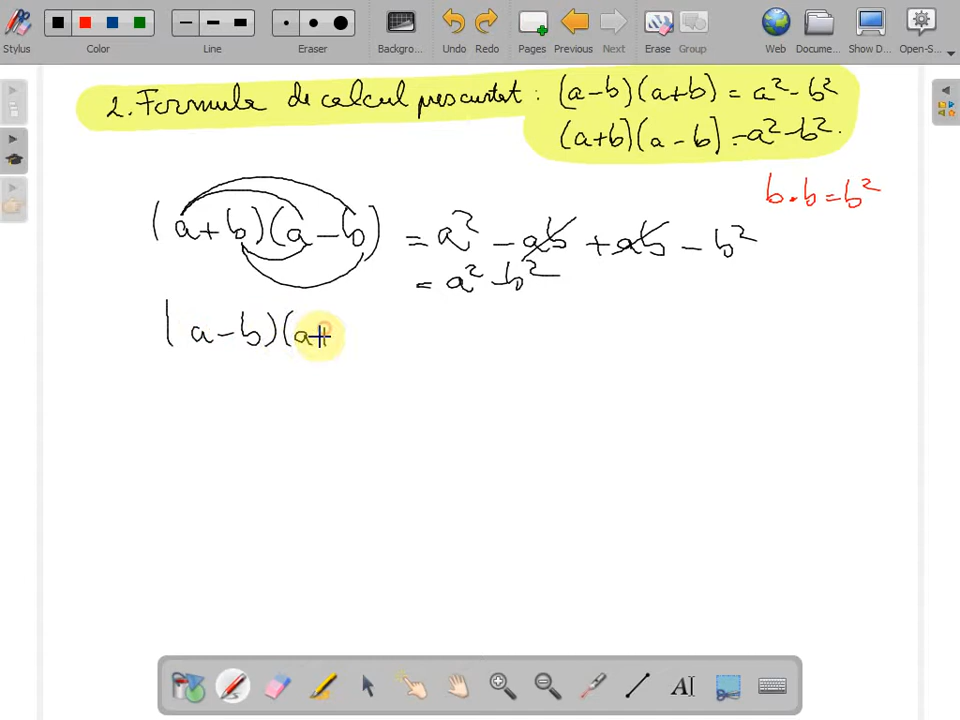 Stylus Color Line Eraser Backgro... Undo Redo Pages Previous Next Erase Group Web Docume... Show D... Open-S...
2. Formule de calcul prescurtat : (a-b)(a+b) = a²-b²
(a+b)(a-b) = a²-b².
b·b=b²
(a+b)(a-b) = a² - ab + ab - b²
= a² - b²
(a-b)(a+